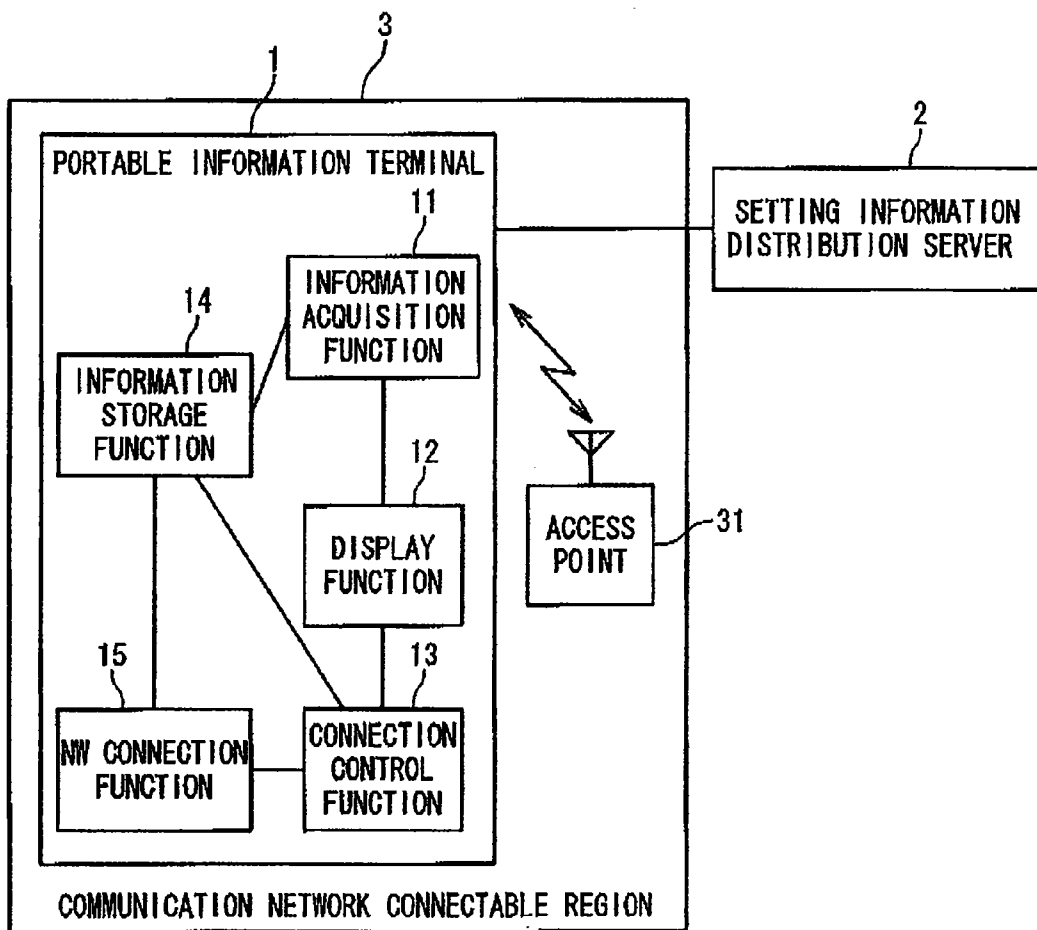 3
1
2
PORTABLE INFORMATION TERMINAL
SETTING INFORMATION
DISTRIBUTION SERVER
11
INFORMATION
ACQUISITION
FUNCTION
14
INFORMATION
STORAGE
FUNCTION
12
DISPLAY
FUNCTION
ACCESS
POINT
31
15
NW CONNECTION
FUNCTION
13
CONNECTION
CONTROL
FUNCTION
COMMUNICATION NETWORK CONNECTABLE REGION